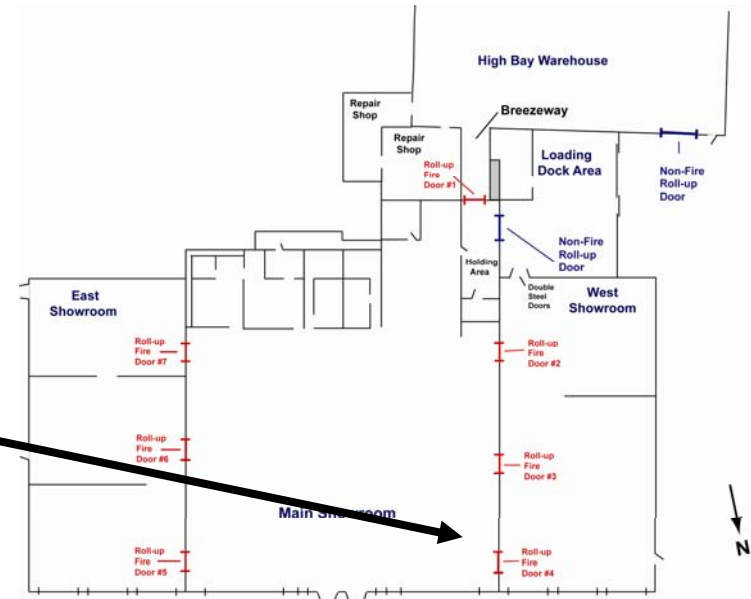 High Bay Warehouse
Repair
Shop
Breezeway
Repair
Shop
Roll-up
Fire
Door #1
Loading
Dock Area
Non-Fire
Roll-up
Door
Non-Fire
Roll-up
Door
Holding
Area
Double
Steel
Doors
East
Showroom
West
Showroom
Roll-up
Fire
Door #7
Roll-up
Fire
Door #2
Roll-up
Fire
Door #6
Roll-up
Fire
Door #3
Main Showroom
N
Roll-up
Fire
Door #5
Roll-up
Fire
Door #4